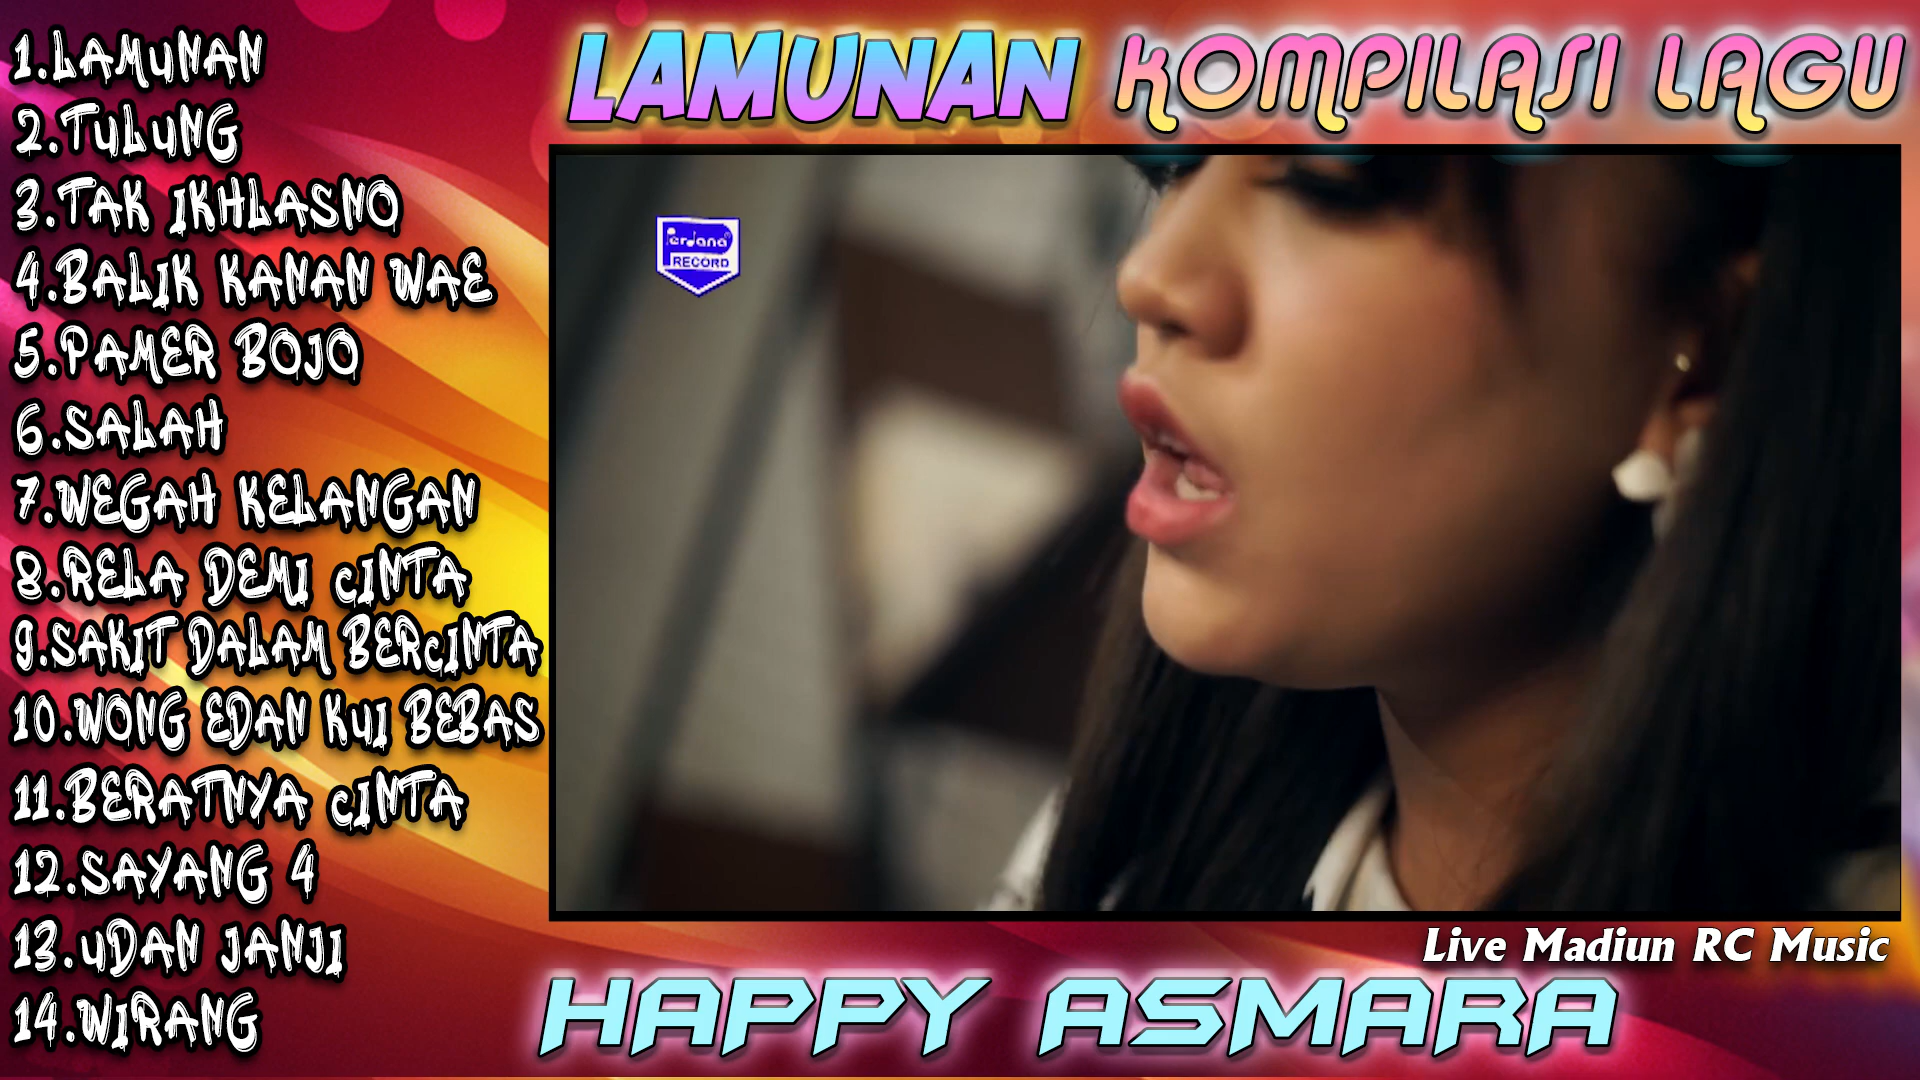 1.LAMUNAN
2.TULUNG
3.TAK IKHLASNO
4.BALIK KANAN WAE
5.PAMER BOJO
6.SALAH
7.WEGAH KELANGAN
8.RELA DEMI CINTA
9.SAKIT DALAM BERCINTA
10.WONG EDAN KUI BEBAS
11.BERATNYA CINTA
12.SAYANG 4
13.UDAN JANJI
14.WIRANG
LAMUNAN KOMPILASI LAGU
Perdana
RECORD
Live Madiun RC Music
HAPPY ASMARA